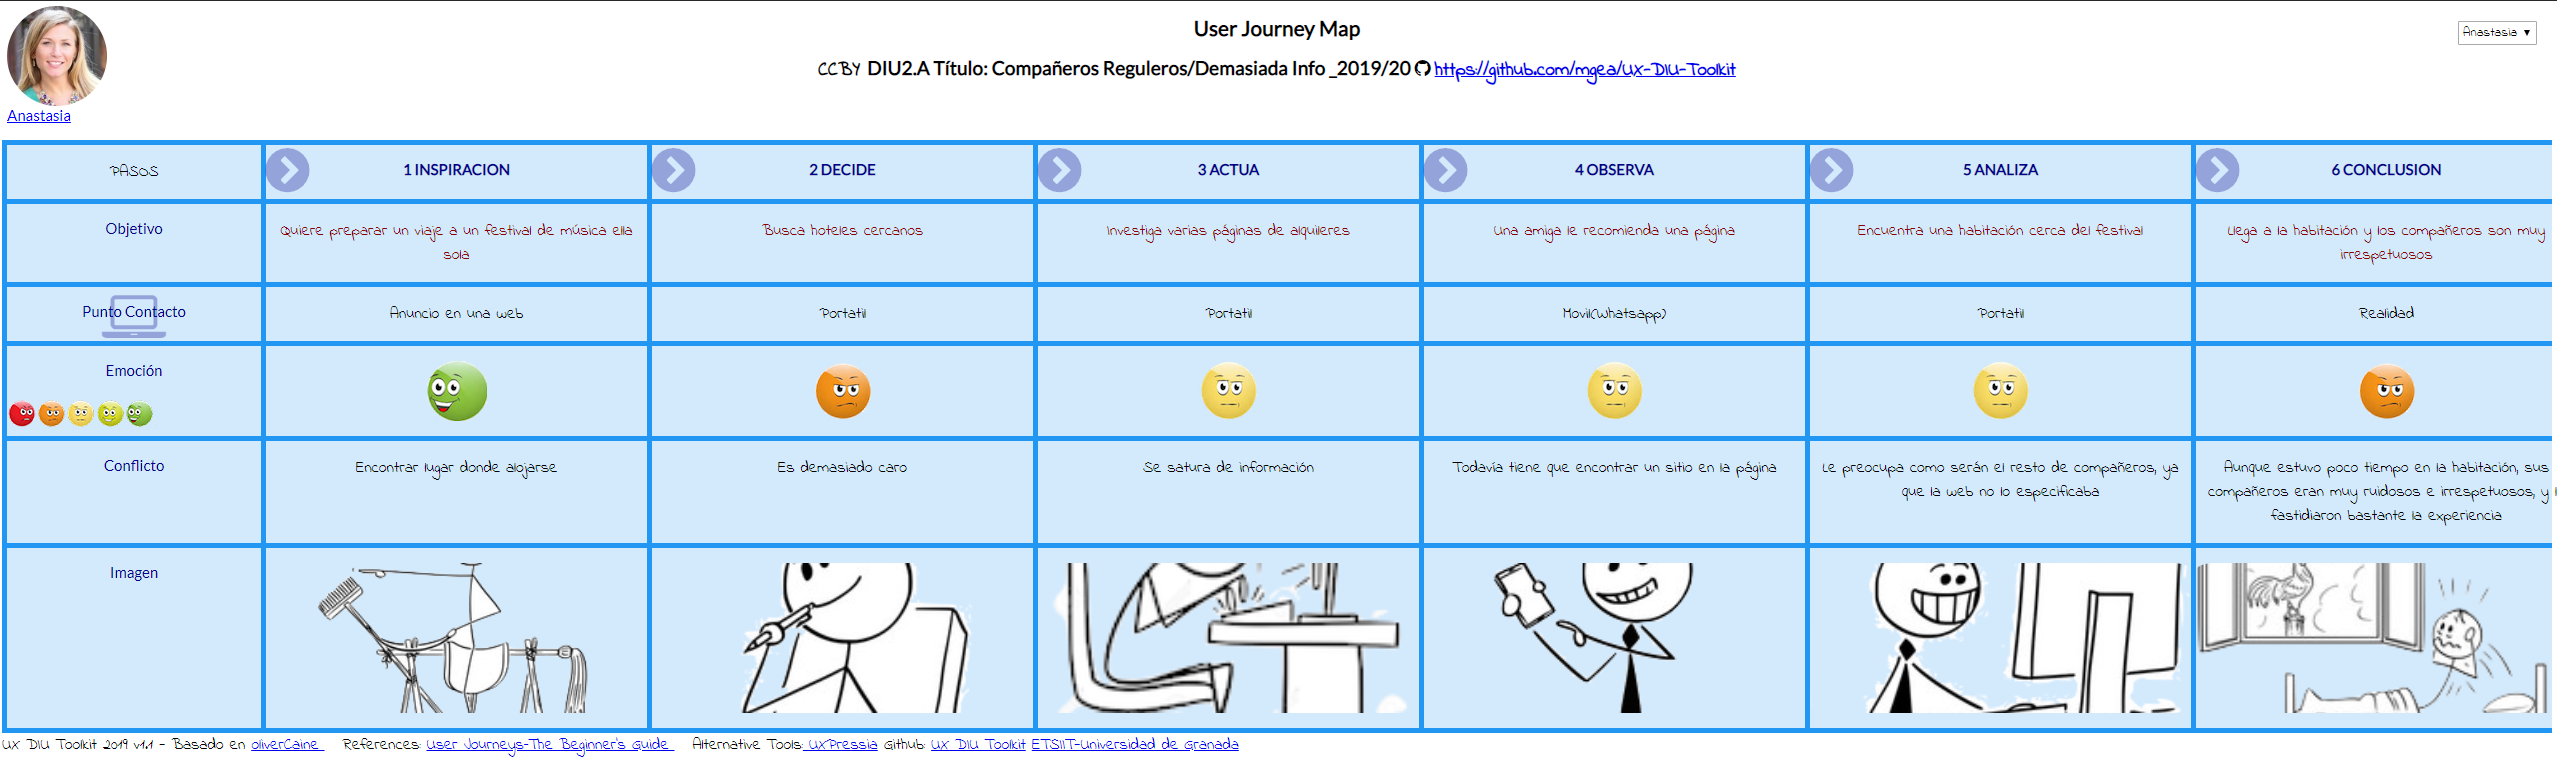 User Journey Map
Anastasia ▼
CCBY DIU2.A Título: Compañeros Reguleros/Demasiada Info _2019/20 https://github.com/mgea/UX-DIU-Toolkit
Anastasia
PASOS
1 INSPIRACION
2 DECIDE
3 ACTUA
4 OBSERVA
5 ANALIZA
6 CONCLUSION
Objetivo
Quiere preparar un viaje a un festival de música ella
sola
Busca hoteles cercanos
Investiga varias páginas de alquileres
Una amiga le recomienda una página
Encuentra una habitación cerca del festival
Llega a la habitación y los compañeros son muy
irrespetuosos
Punto Contacto
Anuncio en una web
Portatil
Portatil
Movil(Whatsapp)
Portatil
Realidad
Emoción
Conflicto
Encontrar lugar donde alojarse
Es demasiado caro
Se satura de información
Todavía tiene que encontrar un sitio en la página
Le preocupa como serán el resto de compañeros, ya
que la web no lo especificaba
Aunque estuvo poco tiempo en la habitación, sus
compañeros eran muy ruidosos e irrespetuosos, y
fastidiaron bastante la experiencia
Imagen
UX DIU Toolkit 2019 v1.1 - Basado en oliverCaine References: User Journeys-The Beginner's Guide Alternative Tools: UXPressia Github: UX DIU Toolkit ETSIIT-Universidad de Granada